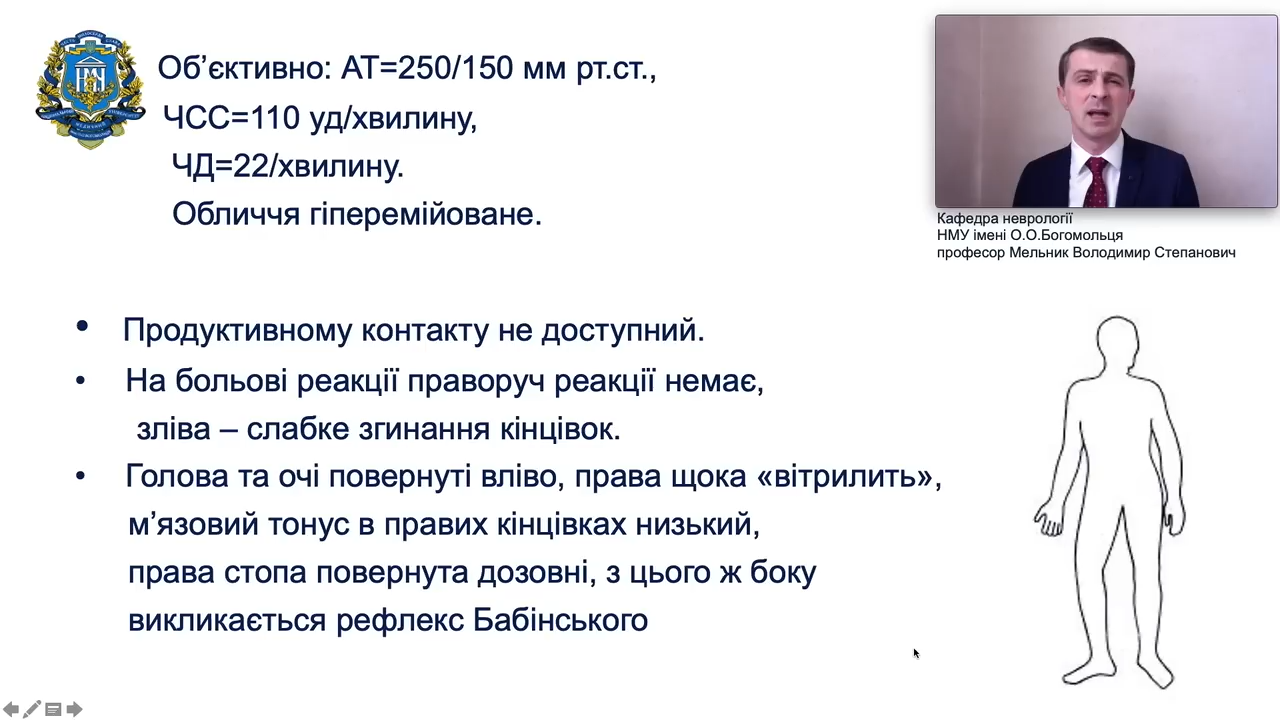 Об’єктивно: АТ=250/150 мм рт.ст.,
ЧСС=110 уд/хвилину,
ЧД=22/хвилину.
Обличчя гіперемійоване.
Кафедра неврології
НМУ імені О.О.Богомольця
професор Мельник Володимир Степанович
• Продуктивному контакту не доступний.
• На больові реакції праворуч реакції немає,
зліва – слабке згинання кінцівок.
• Голова та очі повернуті вліво, права щока «вітрилить»,
м’язовий тонус в правих кінцівках низький,
права стопа повернута дозовні, з цього ж боку
викликається рефлекс Бабінського